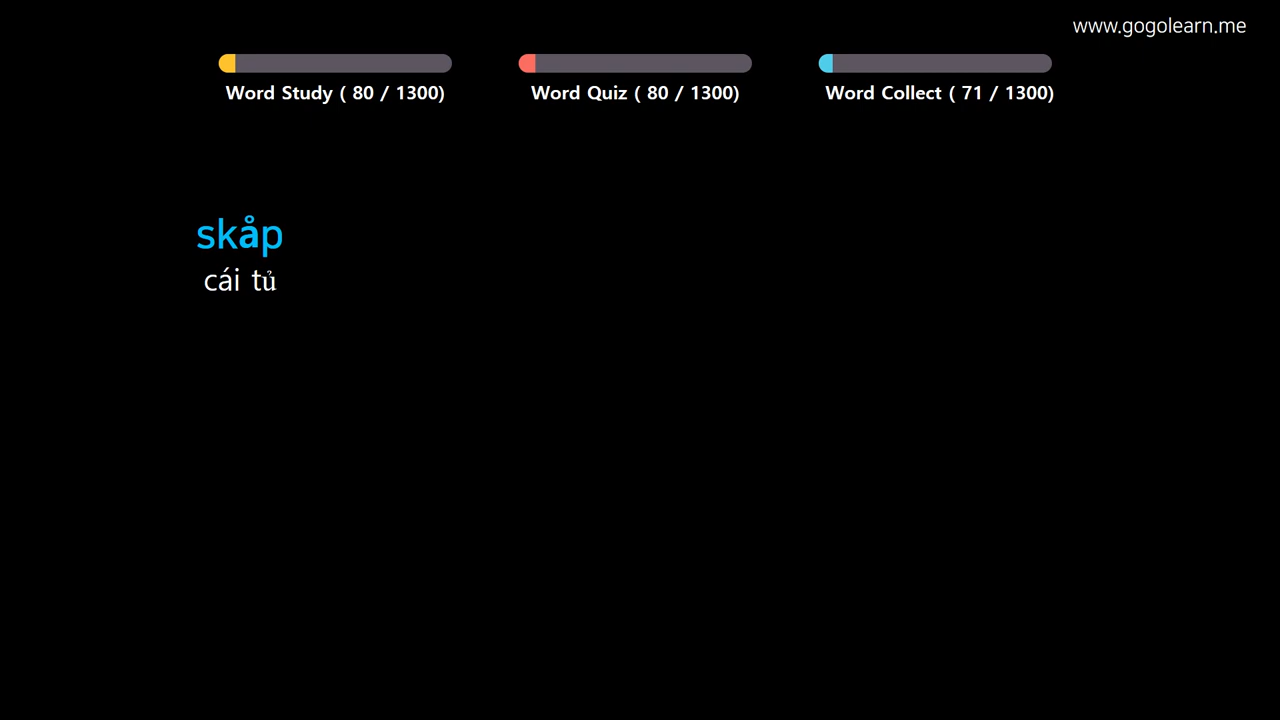 www.gogolearn.me
Word Study ( 80 / 1300)
Word Quiz ( 80 / 1300)
Word Collect ( 71 / 1300)
skåp
cái tủ